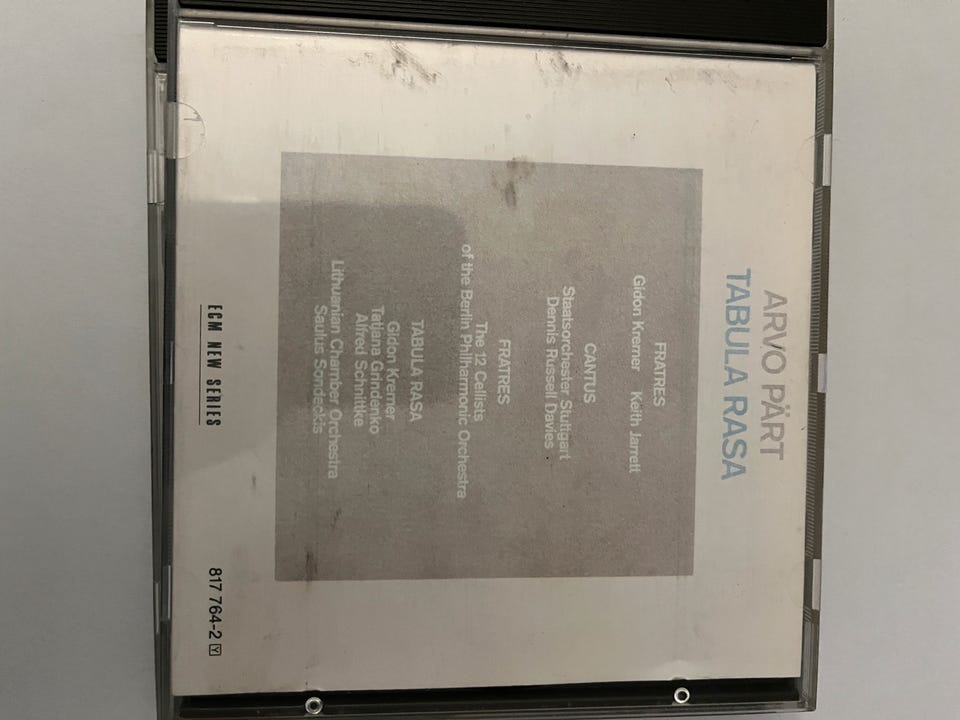 ARVO PÄRT
TABULA RASA
FRATRES
Gidon Kremer Keith Jarrett
CANTUS
Staatsorchester Stuttgart
Dennis Russell Davies
FRATRES
The 12 Cellists
of the Berlin Philharmonic Orchestra
TABULA RASA
Gidon Kremer
Tatjana Grindenko
Alfred Schnittke
Lithuanian Chamber Orchestra
Saulus Sondeckis
ECM NEW SERIES
817 764-2 Y